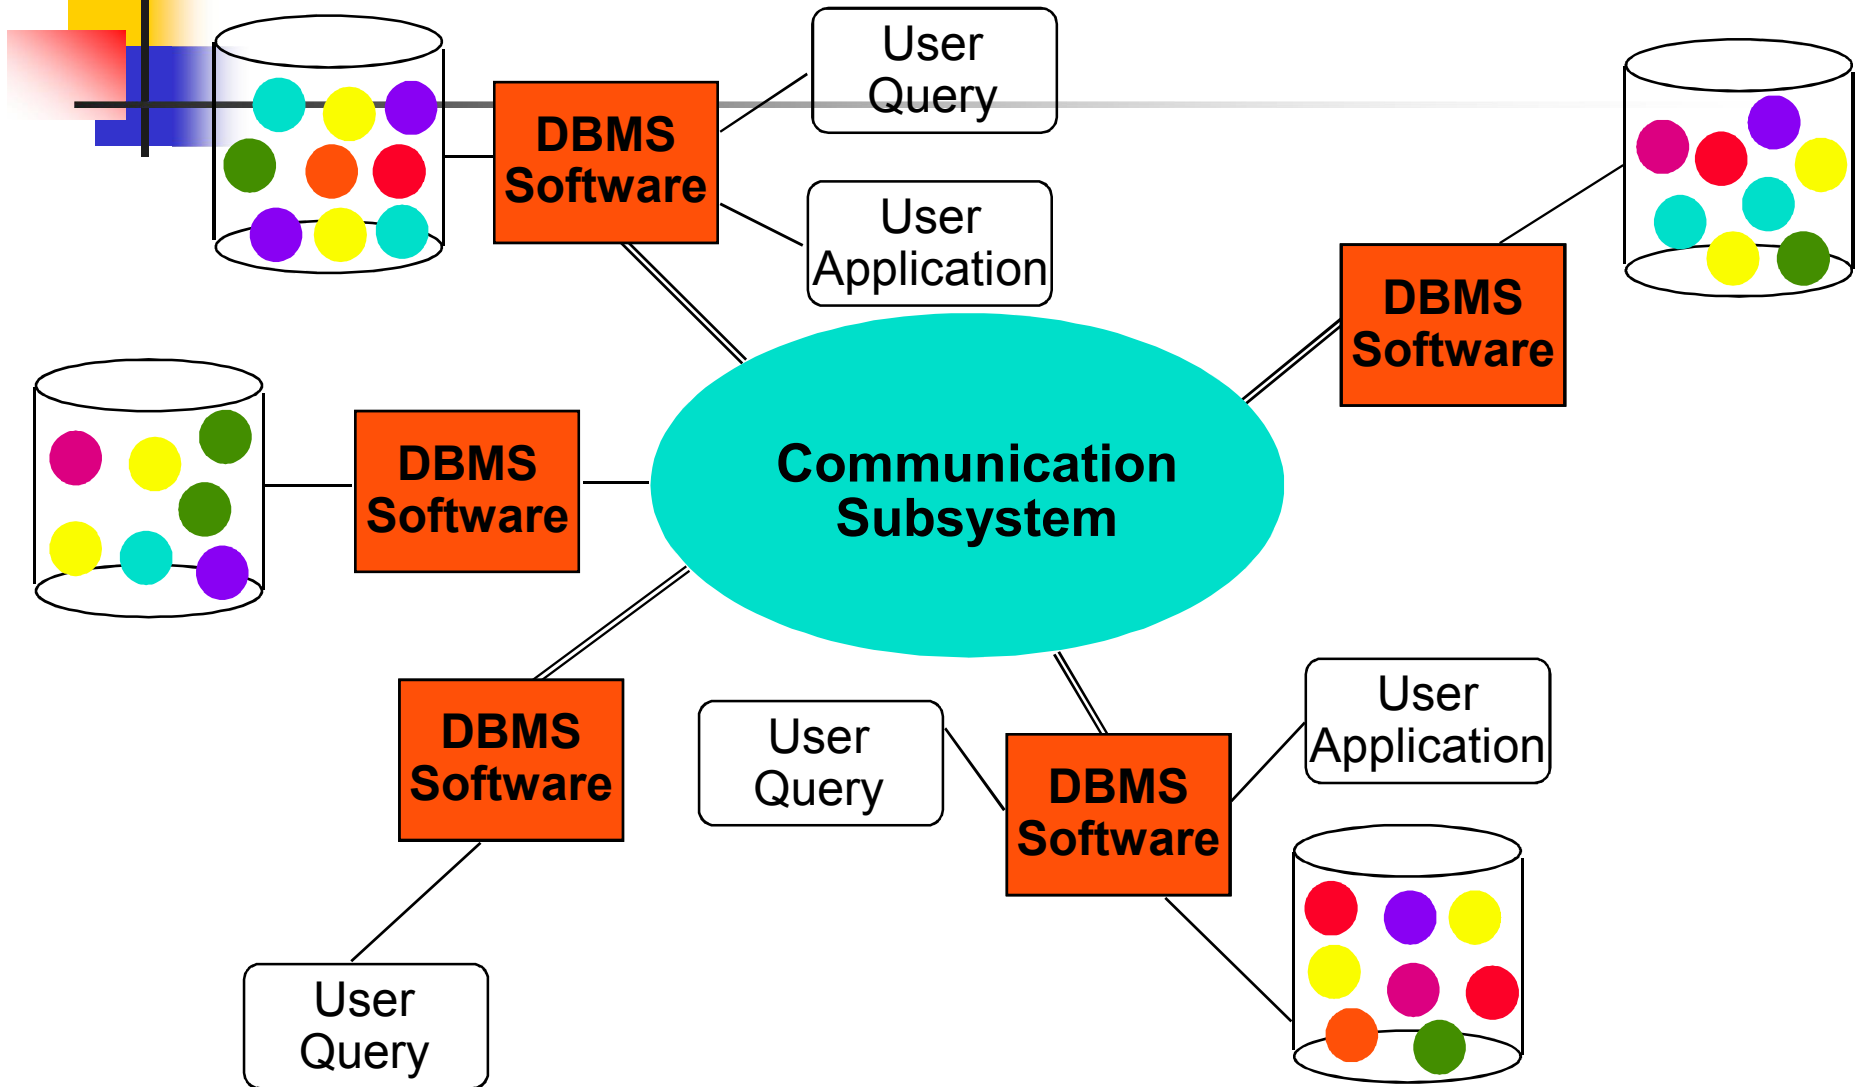 User
Query
DBMS
Software
User
Application
DBMS
Software
DBMS
Software
Communication
Subsystem
DBMS
Software
User
Query
DBMS
Software
User
Application
User
Query